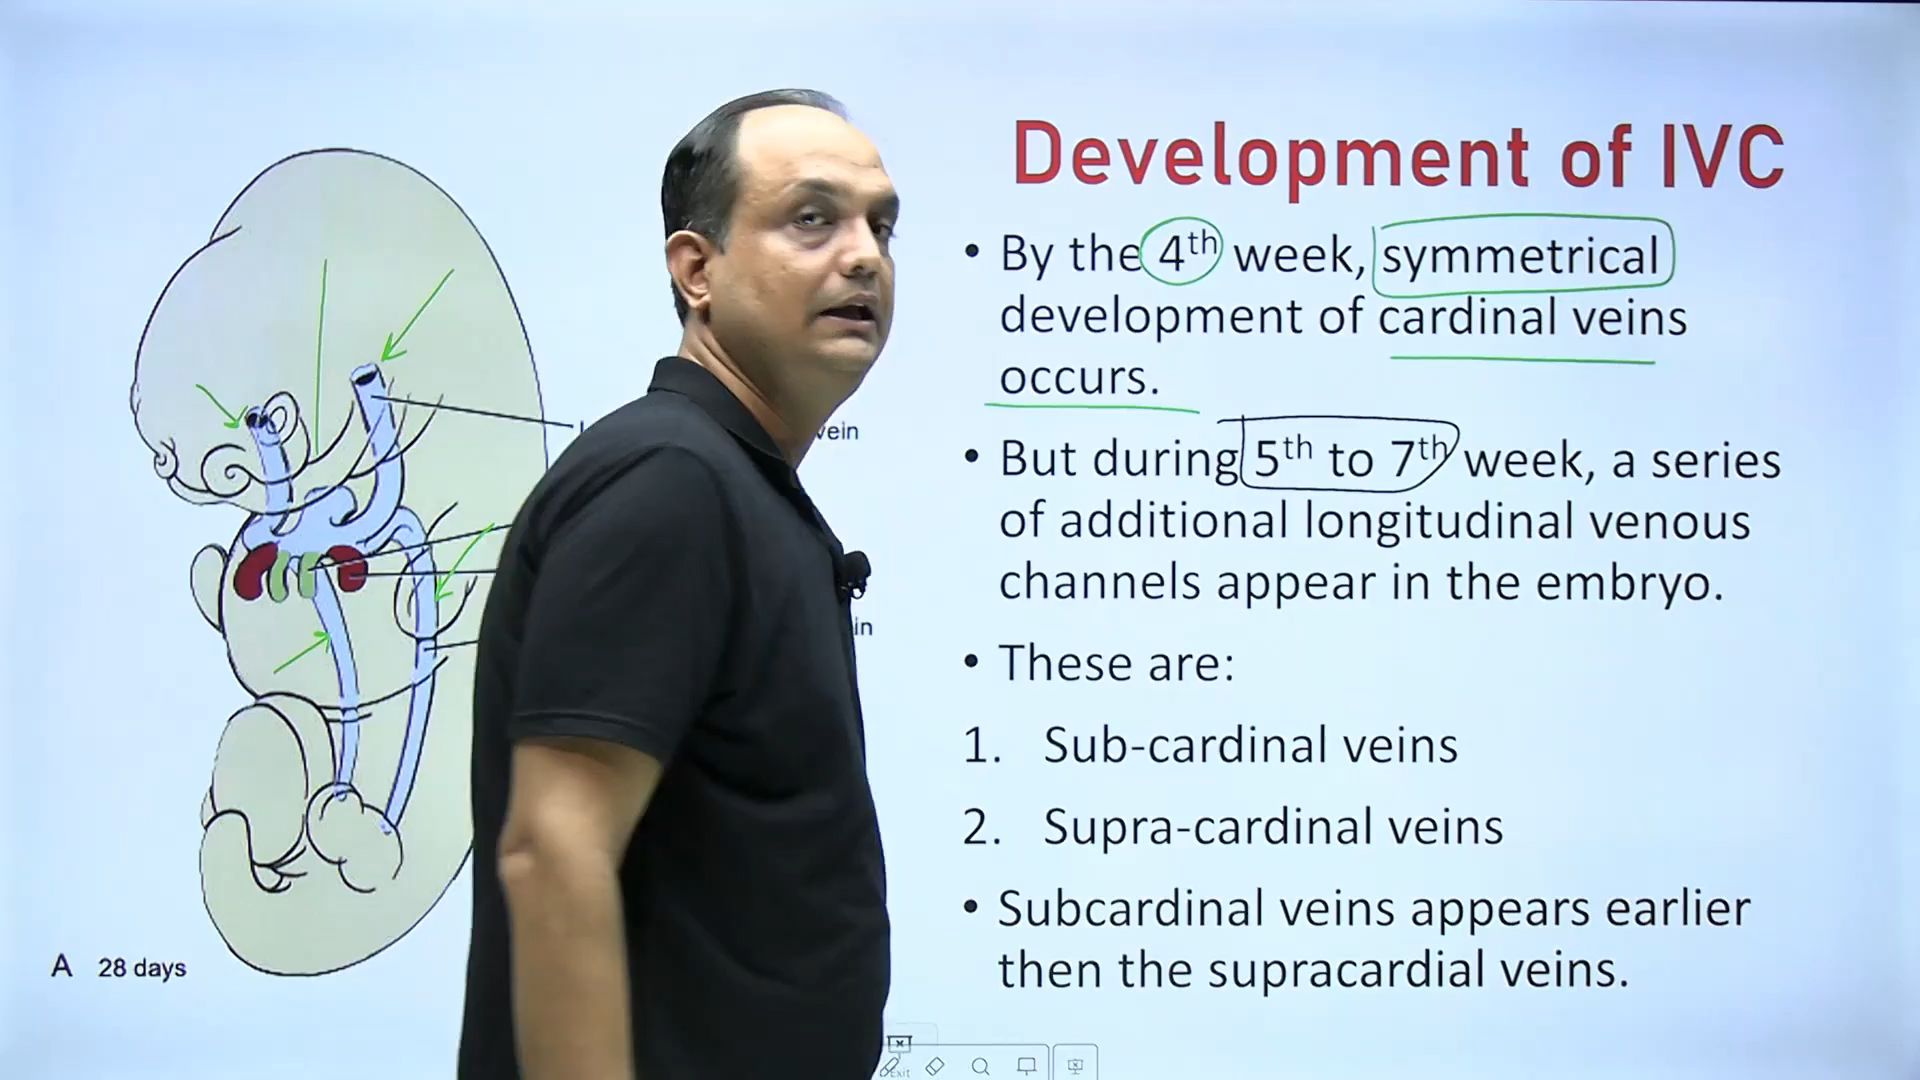 Development of IVC
• By the 4th week, symmetrical
development of cardinal veins
occurs.
vein
• But during 5th to 7th week, a series
of additional longitudinal venous
channels appear in the embryo.
• These are:
1. Sub-cardinal veins
2. Supra-cardinal veins
• Subcardinal veins appears earlier
then the supracardial veins.
A 28 days
Exit